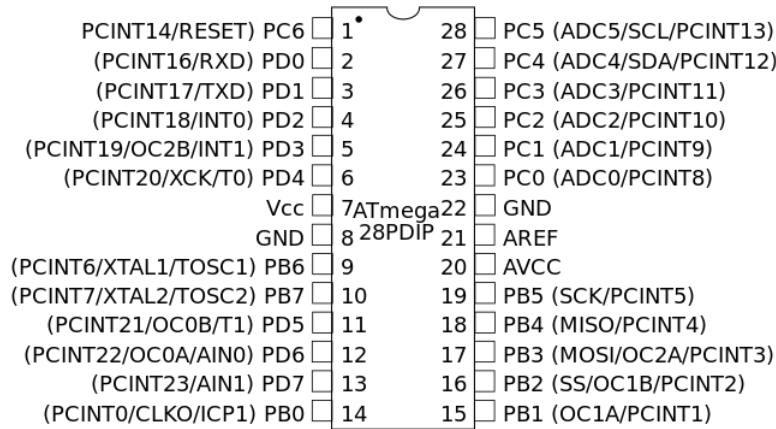 PCINT14/RESET) PC6 1 28 PC5 (ADC5/SCL/PCINT13)
(PCINT16/RXD) PD0 2 27 PC4 (ADC4/SDA/PCINT12)
(PCINT17/TXD) PD1 3 26 PC3 (ADC3/PCINT11)
(PCINT18/INT0) PD2 4 25 PC2 (ADC2/PCINT10)
(PCINT19/OC2B/INT1) PD3 5 24 PC1 (ADC1/PCINT9)
(PCINT20/XCK/T0) PD4 6 23 PC0 (ADC0/PCINT8)
Vcc 7 ATmega 22 GND
GND 8 28PDIP 21 AREF
(PCINT6/XTAL1/TOSC1) PB6 9 20 AVCC
(PCINT7/XTAL2/TOSC2) PB7 10 19 PB5 (SCK/PCINT5)
(PCINT21/OC0B/T1) PD5 11 18 PB4 (MISO/PCINT4)
(PCINT22/OC0A/AIN0) PD6 12 17 PB3 (MOSI/OC2A/PCINT3)
(PCINT23/AIN1) PD7 13 16 PB2 (SS/OC1B/PCINT2)
(PCINT0/CLKO/ICP1) PB0 14 15 PB1 (OC1A/PCINT1)